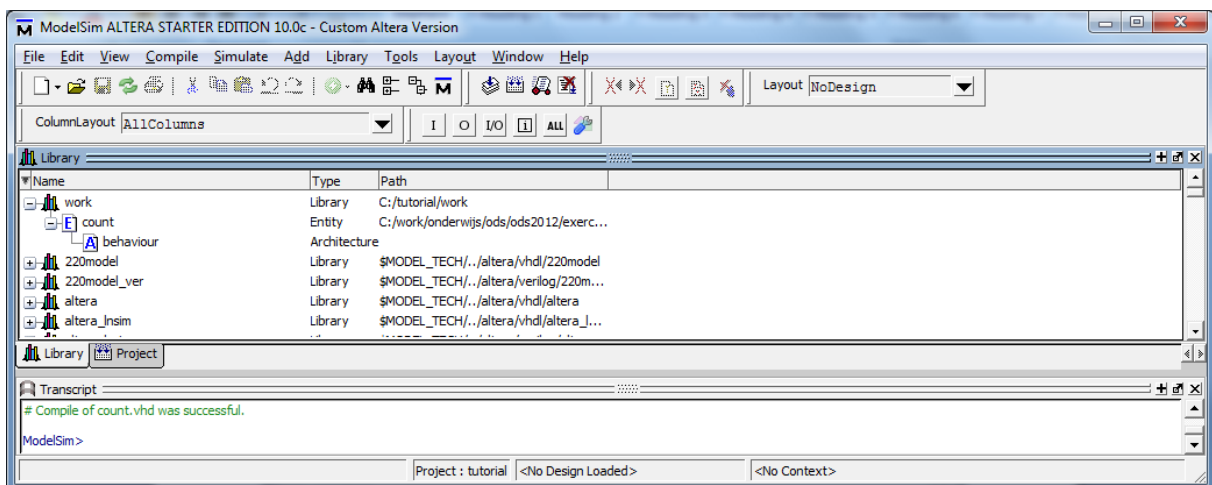 ModelSim ALTERA STARTER EDITION 10.0c - Custom Altera Version
File Edit View Compile Simulate Add Library Tools Layout Window Help
Layout NoDesign
ColumnLayout AllColumns I O I/O i ALL
Library
Name Type Path
work Library C:/tutorial/work
E count Entity C:/work/onderwijs/ods/ods2012/exerc...
A behaviour Architecture
220model Library $MODEL_TECH/../altera/vhdl/220model
220model_ver Library $MODEL_TECH/../altera/verilog/220m...
altera Library $MODEL_TECH/../altera/vhdl/altera
altera_lnsim Library $MODEL_TECH/../altera/vhdl/altera_l...
Library Project
Transcript
# Compile of count.vhd was successful.
ModelSim>
Project : tutorial <No Design Loaded> <No Context>